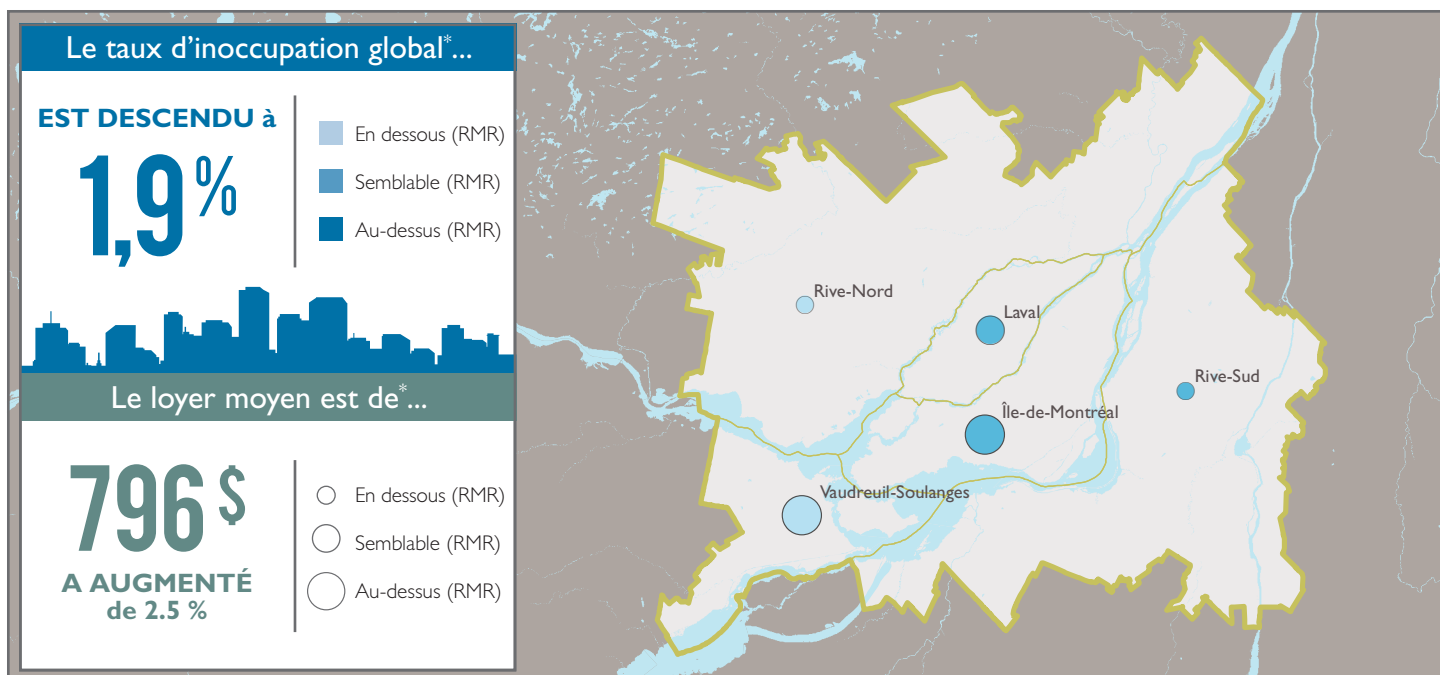 Le taux d’inoccupation global*...
EST DESCENDU à
1,9 %
En dessous (RMR)
Semblable (RMR)
Au-dessus (RMR)
Le loyer moyen est de*...
796 $
A AUGMENTÉ
de 2.5 %
En dessous (RMR)
Semblable (RMR)
Au-dessus (RMR)
Rive-Nord
Laval
Rive-Sud
Île-de-Montréal
Vaudreuil-Soulanges